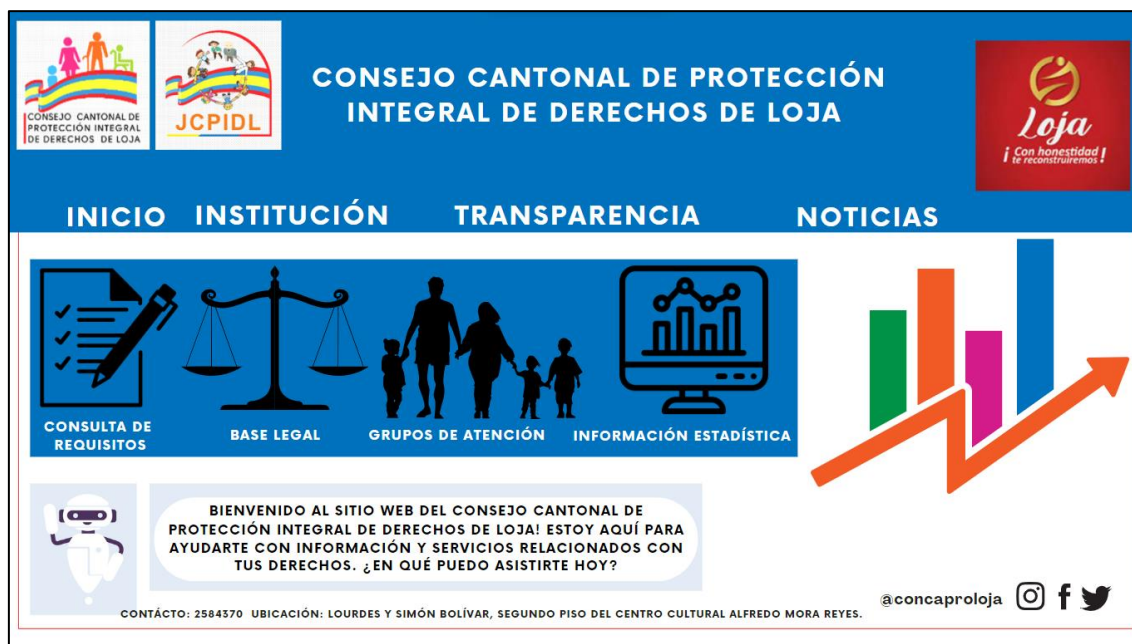 CONSEJO CANTONAL DE
PROTECCIÓN INTEGRAL
DE DERECHOS DE LOJA
JCPIDL
CONSEJO CANTONAL DE PROTECCIÓN
INTEGRAL DE DERECHOS DE LOJA
Loja
¡ Con honestidad
te reconstruiremos !
INICIO INSTITUCIÓN TRANSPARENCIA NOTICIAS
CONSULTA DE
REQUISITOS
BASE LEGAL
GRUPOS DE ATENCIÓN
INFORMACIÓN ESTADÍSTICA
BIENVENIDO AL SITIO WEB DEL CONSEJO CANTONAL DE
PROTECCIÓN INTEGRAL DE DERECHOS DE LOJA! ESTOY AQUÍ PARA
AYUDARTE CON INFORMACIÓN Y SERVICIOS RELACIONADOS CON
TUS DERECHOS. ¿EN QUÉ PUEDO ASISTIRTE HOY?
@concaproloja
CONTÁCTO: 2584370 UBICACIÓN: LOURDES Y SIMÓN BOLÍVAR, SEGUNDO PISO DEL CENTRO CULTURAL ALFREDO MORA REYES.